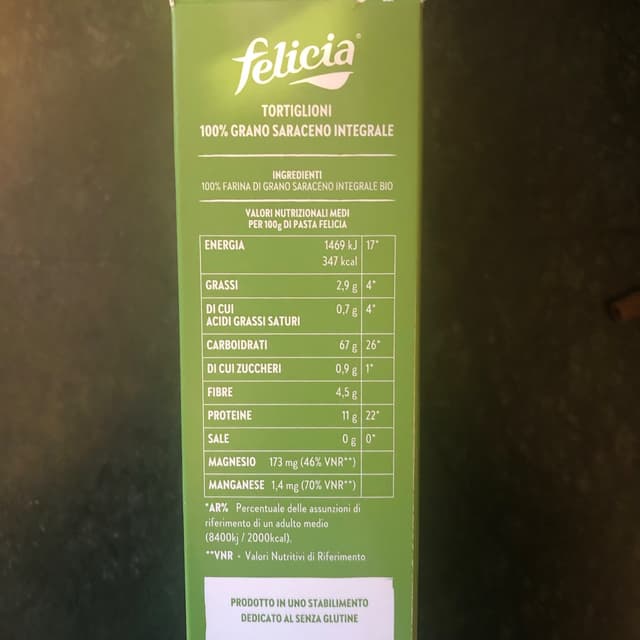 felicia®
TORTIGLIONI
100% GRANO SARACENO INTEGRALE
INGREDIENTI
100% FARINA DI GRANO SARACENO INTEGRALE BIO
VALORI NUTRIZIONALI MEDI
PER 100g DI PASTA FELICIA
ENERGIA 1469 kJ 17*
347 kcal
GRASSI 2,9 g 4*
DI CUI
ACIDI GRASSI SATURI 0,7 g 4*
CARBOIDRATI 67 g 26*
DI CUI ZUCCHERI 0,9 g 1*
FIBRE 4,5 g
PROTEINE 11 g 22*
SALE 0 g 0*
MAGNESIO 173 mg (46% VNR**)
MANGANESE 1,4 mg (70% VNR**)
*AR% Percentuale delle assunzioni di
riferimento di un adulto medio
(8400kj / 2000kcal).
**VNR - Valori Nutritivi di Riferimento
PRODOTTO IN UNO STABILIMENTO
DEDICATO AL SENZA GLUTINE